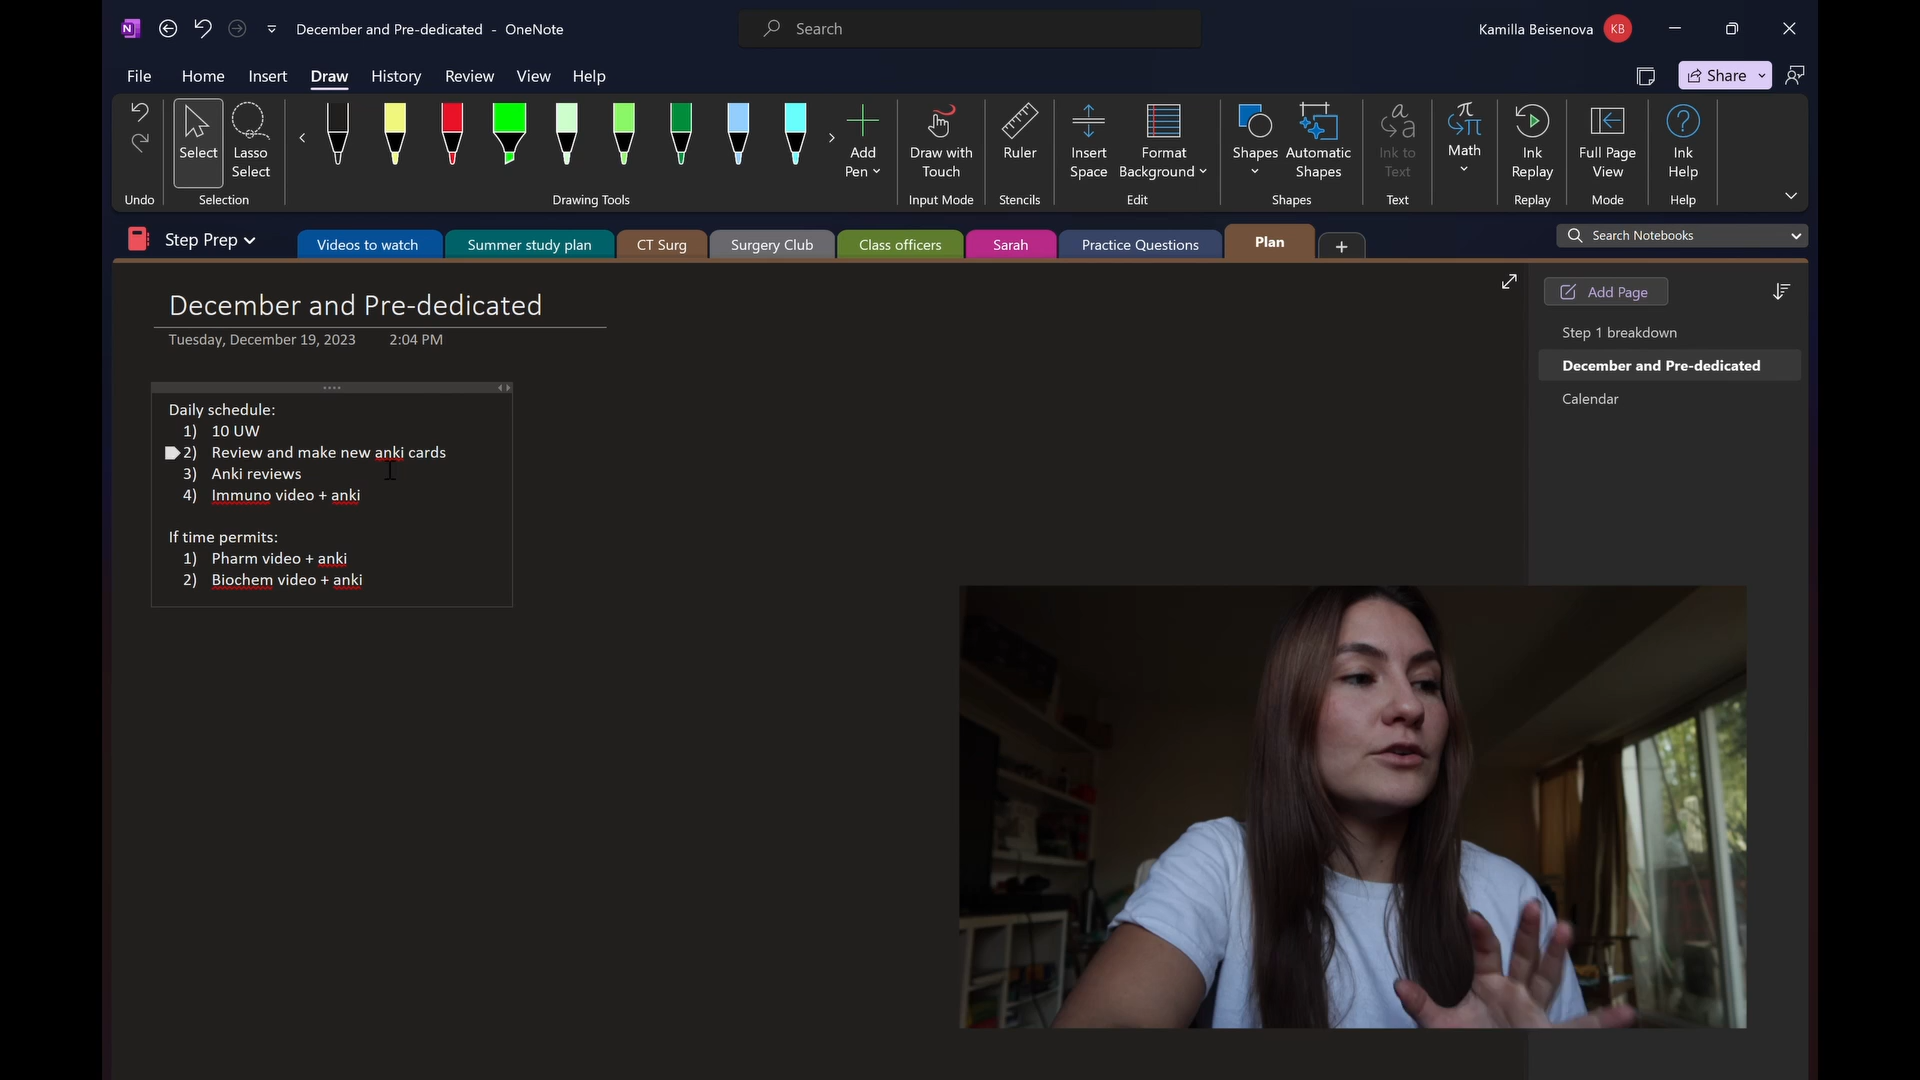 December and Pre-dedicated - OneNote
Search
Kamilla Beisenova KB
File Home Insert Draw History Review View Help
Share
Select
Lasso Select
Add Pen
Draw with Touch
Ruler
Insert Space
Format Background
Shapes
Automatic Shapes
Ink to Text
Math
Ink Replay
Full Page View
Ink Help
Undo Selection Drawing Tools Input Mode Stencils Edit Shapes Text Replay Mode Help
Step Prep
Videos to watch Summer study plan CT Surg Surgery Club Class officers Sarah Practice Questions Plan +
Search Notebooks
December and Pre-dedicated
Tuesday, December 19, 2023 2:04 PM
Daily schedule:
1) 10 UW
2) Review and make new anki cards
3) Anki reviews
4) Immuno video + anki
If time permits:
1) Pharm video + anki
2) Biochem video + anki
Add Page
Step 1 breakdown
December and Pre-dedicated
Calendar